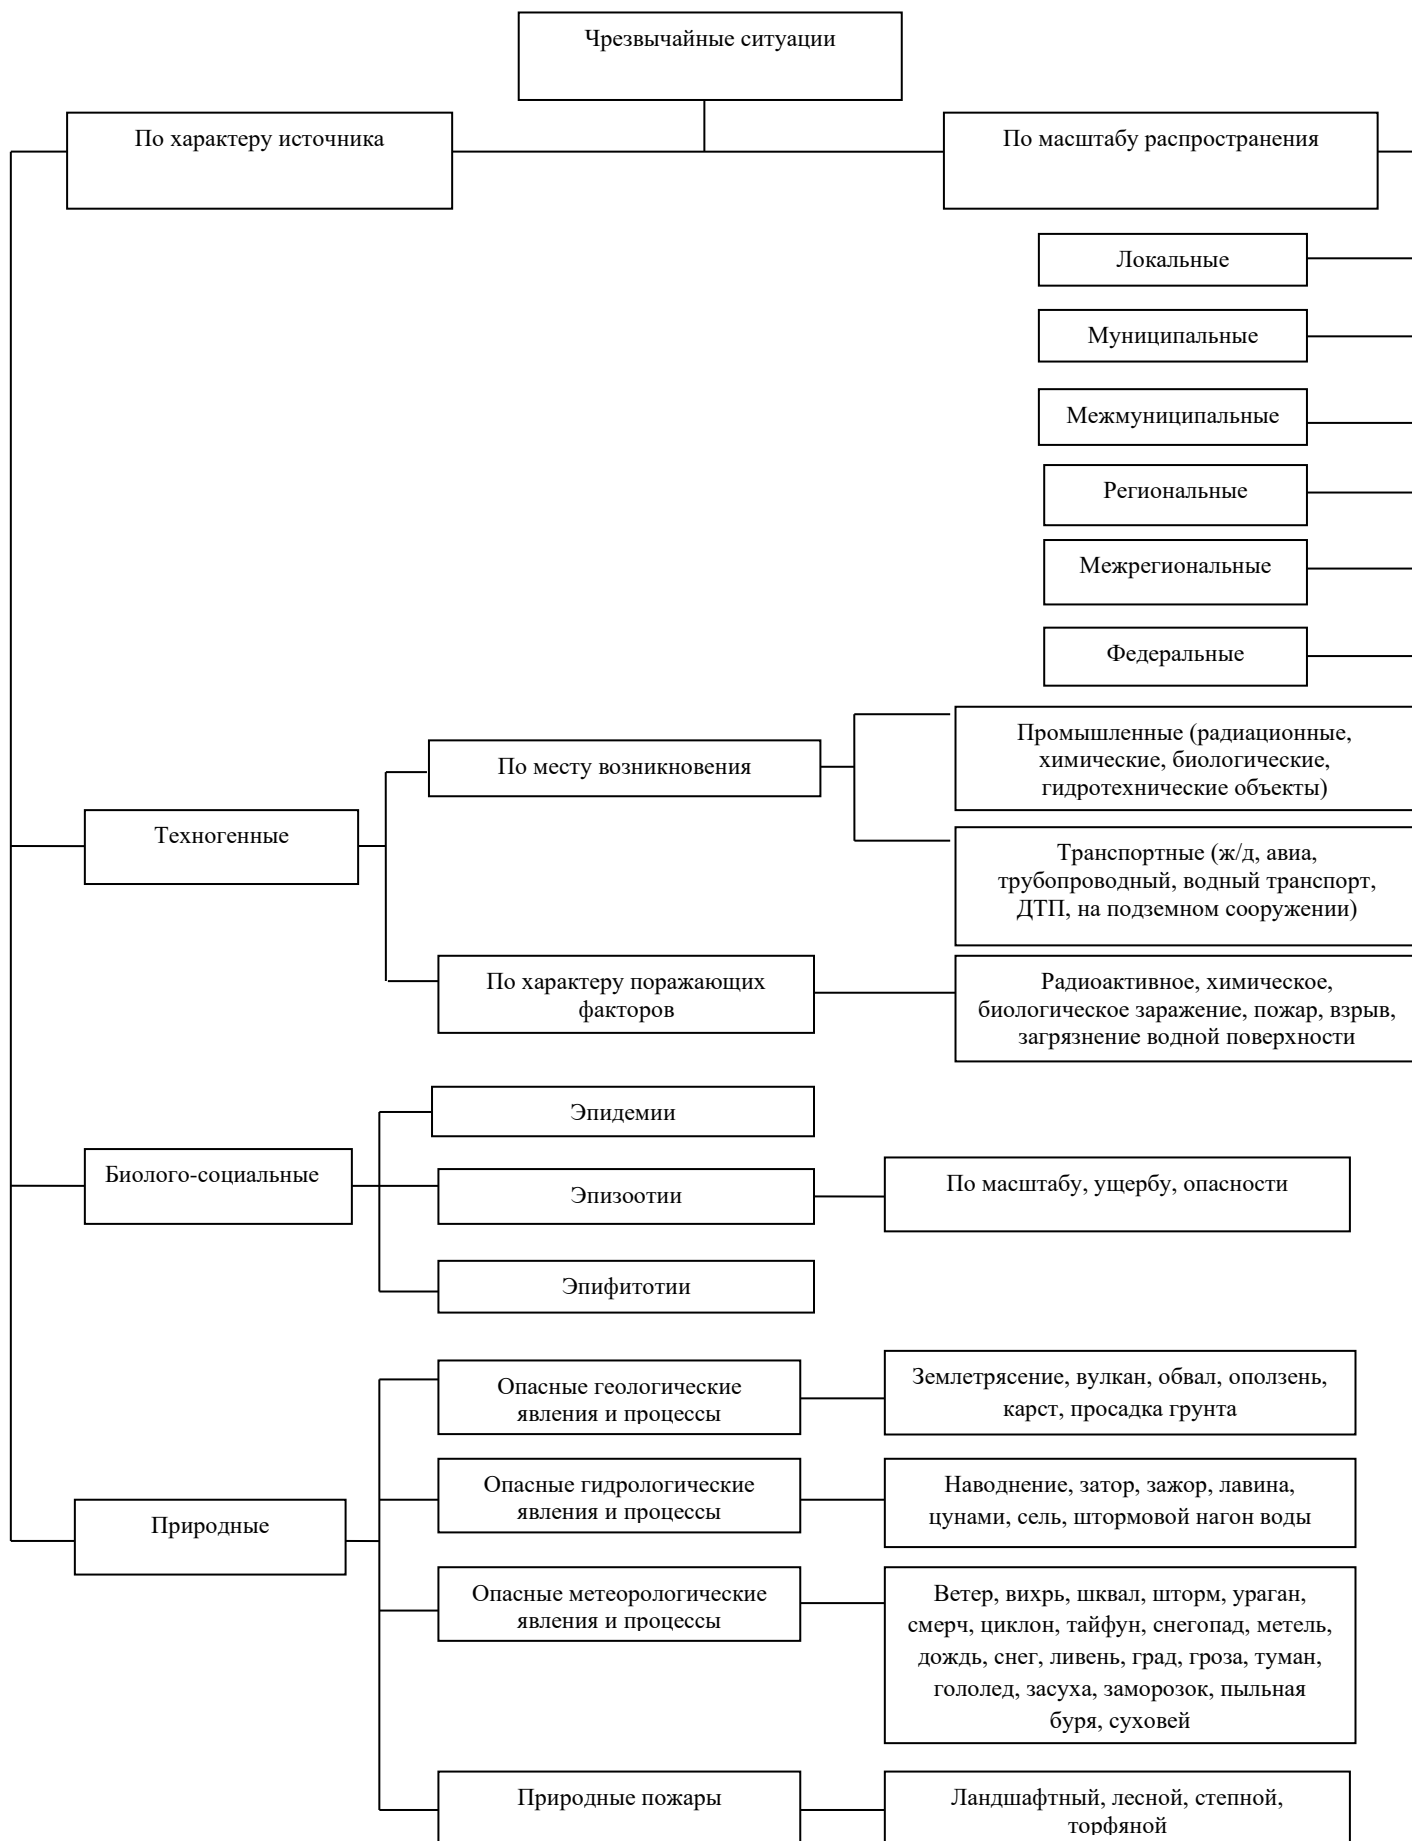 Чрезвычайные ситуации
По характеру источника
По масштабу распространения
Локальные
Муниципальные
Межмуниципальные
Региональные
Межрегиональные
Федеральные
Техногенные
По месту возникновения
Промышленные (радиационные,
химические, биологические,
гидротехнические объекты)
Транспортные (ж/д, авиа,
трубопроводный, водный транспорт,
ДТП, на подземном сооружении)
По характеру поражающих
факторов
Радиоактивное, химическое,
биологическое заражение, пожар, взрыв,
загрязнение водной поверхности
Биолого-социальные
Эпидемии
Эпизоотии
По масштабу, ущербу, опасности
Эпифитотии
Природные
Опасные геологические
явления и процессы
Землетрясение, вулкан, обвал, оползень,
карст, просадка грунта
Опасные гидрологические
явления и процессы
Наводнение, затор, зажор, лавина,
цунами, сель, штормовой нагон воды
Опасные метеорологические
явления и процессы
Ветер, вихрь, шквал, шторм, ураган,
смерч, циклон, тайфун, снегопад, метель,
дождь, снег, ливень, град, гроза, туман,
гололед, засуха, заморозок, пыльная
буря, суховей
Природные пожары
Ландшафтный, лесной, степной,
торфяной